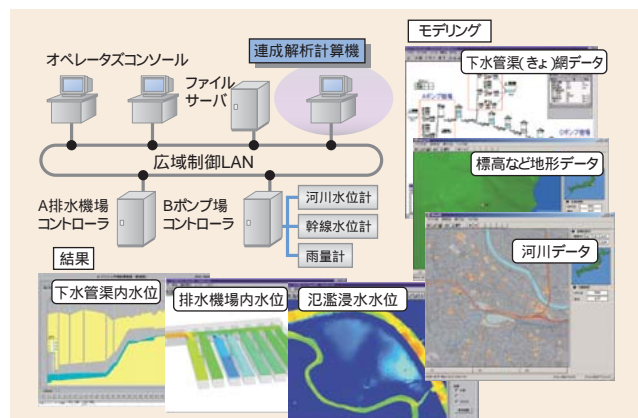 オペレータズコンソール
ファイル
サーバ
連成解析計算機
広域制御LAN
A排水機場
コントローラ
Bポンプ場
コントローラ
河川水位計
幹線水位計
雨量計
モデリング
下水管渠(きょ)網データ
標高など地形データ
河川データ
結果
下水管渠内水位
排水機場内水位
氾濫浸水水位